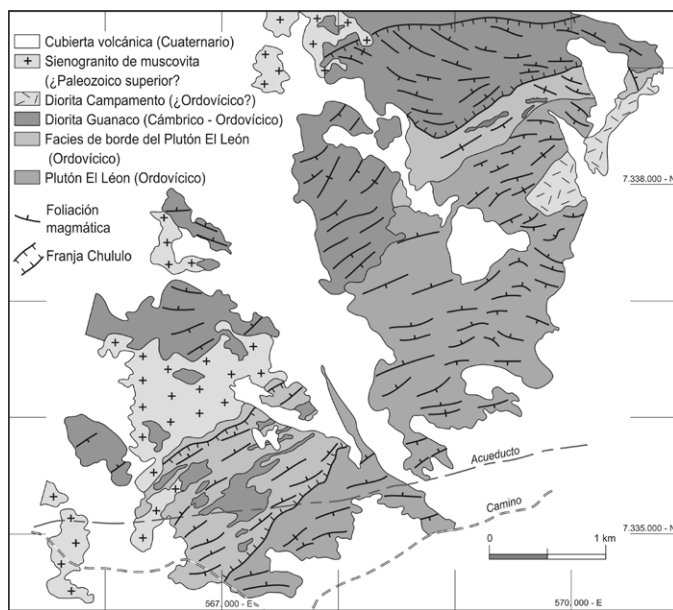 Cubierta volcánica (Cuaternario)
Sienogranito de muscovita
(¿Paleozoico superior?
Diorita Campamento (¿Ordovícico?)
Diorita Guanaco (Cámbrico - Ordovícico)
Facies de borde del Plutón El León
(Ordovícico)
Plutón El Léon (Ordovícico)
Foliación
magmática
Franja Chululo
7.338.000 - N
Acueducto
Camino
7.335.000 - N
0 1 km
567, 000 - E
570, 000 - E